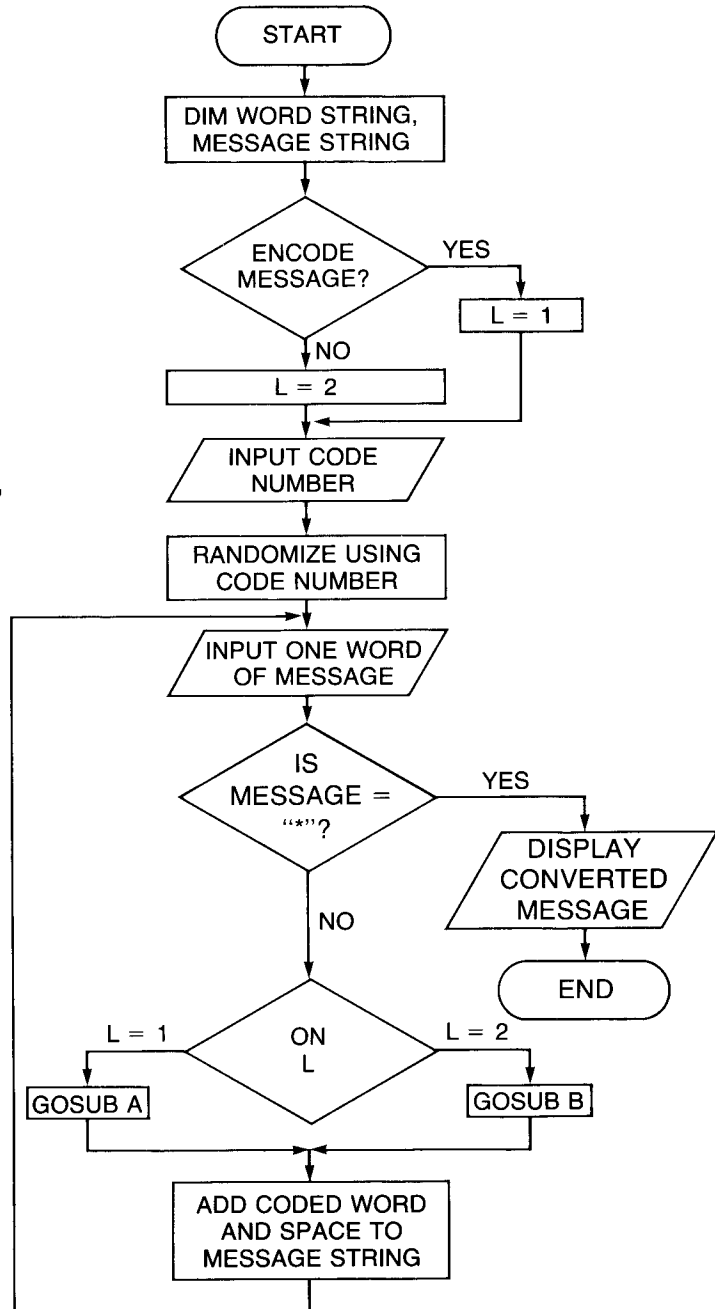 START
DIM WORD STRING,
MESSAGE STRING
ENCODE
MESSAGE?
YES
L = 1
NO
L = 2
INPUT CODE
NUMBER
RANDOMIZE USING
CODE NUMBER
INPUT ONE WORD
OF MESSAGE
IS
MESSAGE =
“*”?
YES
DISPLAY
CONVERTED
MESSAGE
NO
END
L = 1
ON
L
L = 2
GOSUB A
GOSUB B
ADD CODED WORD
AND SPACE TO
MESSAGE STRING